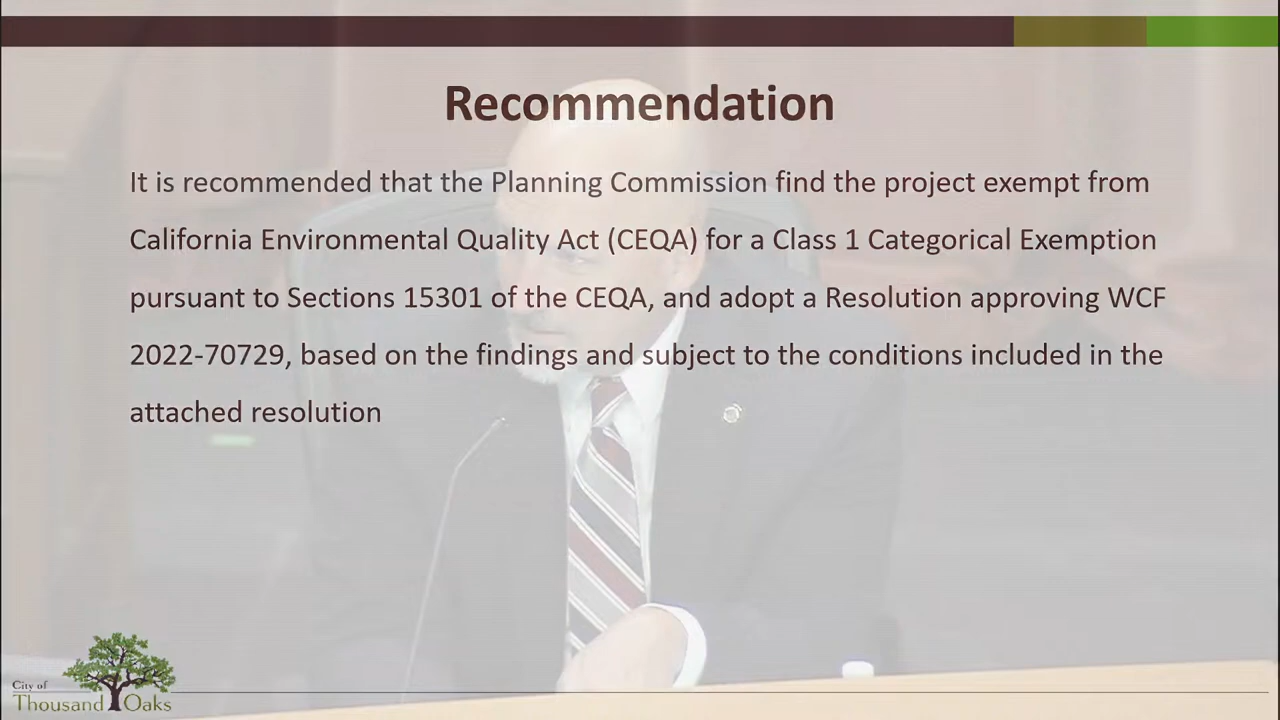 Recommendation
It is recommended that the Planning Commission find the project exempt from
California Environmental Quality Act (CEQA) for a Class 1 Categorical Exemption
pursuant to Sections 15301 of the CEQA, and adopt a Resolution approving WCF
2022-70729, based on the findings and subject to the conditions included in the
attached resolution
City of
Thousand Oaks